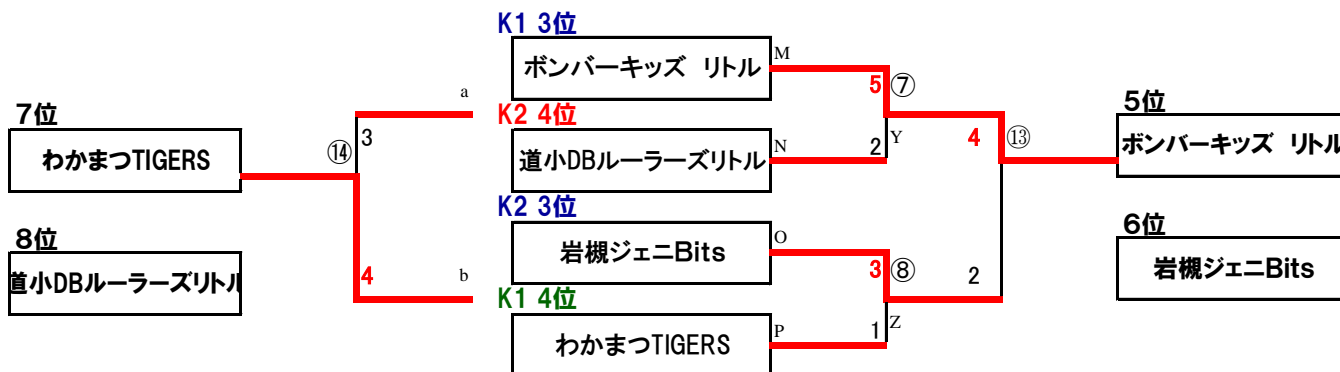 K1 3位
ボンバーキッズ リトル
M
a
5
⑦
7位
K2 4位
5位
わかまつTIGERS
⑭
3
道小DBルーラーズリトル
N
2
Y
4
⑬
ボンバーキッズ リトル
K2 3位
8位
岩槻ジェニBits
O
6位
道小DBルーラーズリトル
4
b
3
⑧
2
岩槻ジェニBits
K1 4位
わかまつTIGERS
P
1
Z